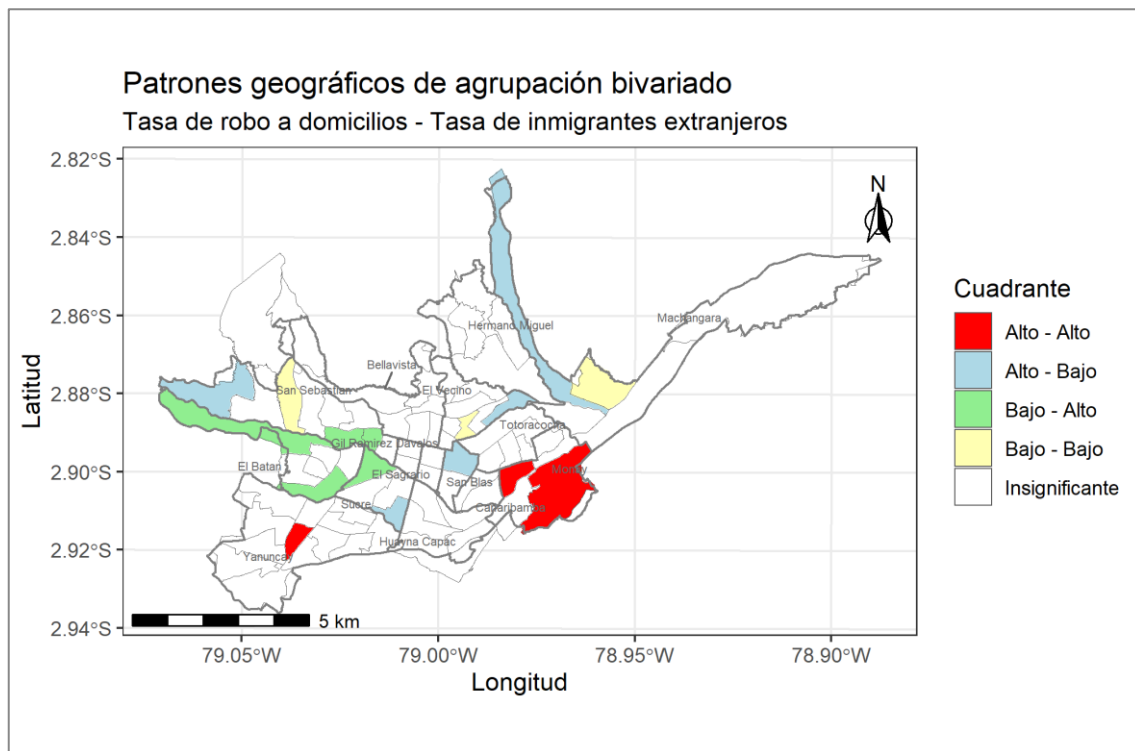 Patrones geográficos de agrupación bivariado
Tasa de robo a domicilios - Tasa de inmigrantes extranjeros
2.82°S
2.84°S
2.86°S
2.88°S
2.90°S
2.92°S
2.94°S
Latitud
N
Hermano Miguel
Machangara
Bellavista
San Sebastian
El Vecino
Totoracocha
Gil Ramirez Davalos
El Batan
El Sagrario
San Blas
Monay
Sucre
Cañaribamba
Huayna Capac
Yanuncay
5 km
79.05°W
79.00°W
78.95°W
78.90°W
Longitud
Cuadrante
Alto - Alto
Alto - Bajo
Bajo - Alto
Bajo - Bajo
Insignificante